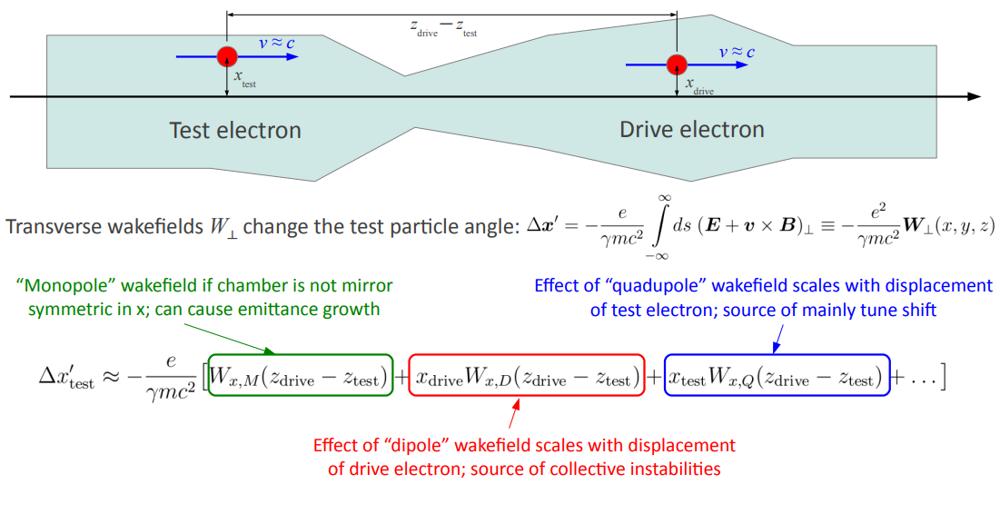 z_drive − z_test
v ≈ c
v ≈ c
x_test
x_drive
Test electron
Drive electron
Transverse wakefields W_⊥ change the test particle angle: Δx′ = −e/(γmc²) ∫_{−∞}^{∞} ds (E + v × B)_⊥ ≡ −e²/(γmc²) W_⊥(x, y, z)
“Monopole” wakefield if chamber is not mirror
symmetric in x; can cause emittance growth
Effect of “quadupole” wakefield scales with displacement
of test electron; source of mainly tune shift
Δx′_test ≈ −e/(γmc²) [W_{x,M}(z_drive − z_test) + x_drive W_{x,D}(z_drive − z_test) + x_test W_{x,Q}(z_drive − z_test) + ...]
Effect of “dipole” wakefield scales with displacement
of drive electron; source of collective instabilities